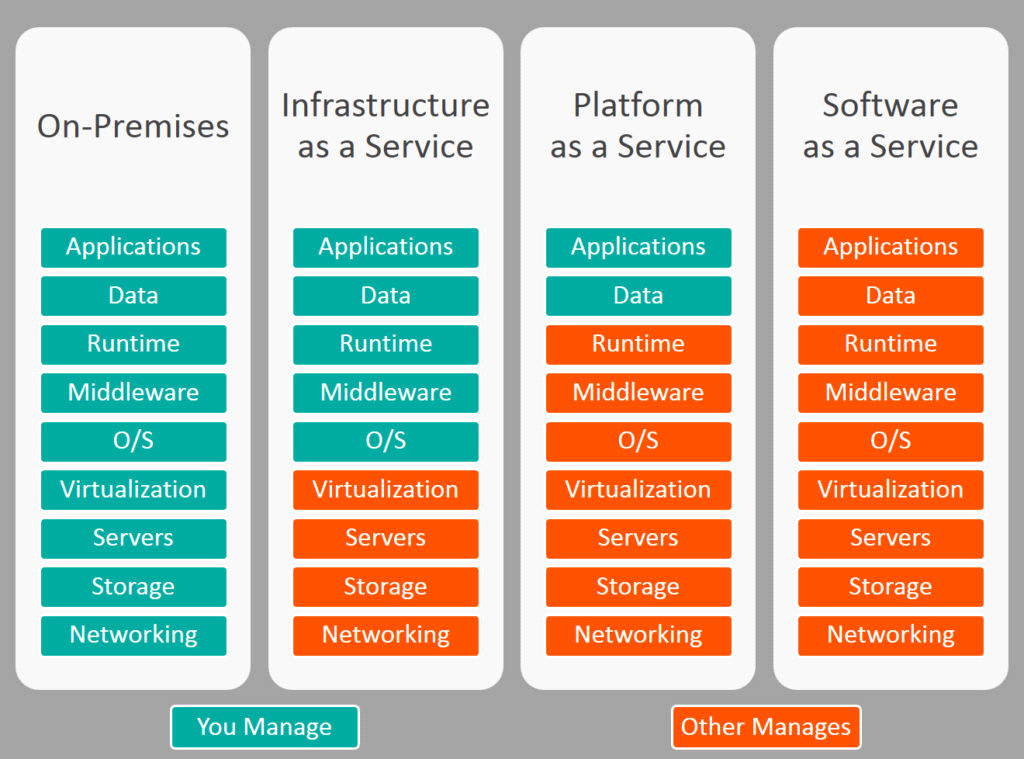 On-Premises
Applications
Data
Runtime
Middleware
O/S
Virtualization
Servers
Storage
Networking
Infrastructure
as a Service
Applications
Data
Runtime
Middleware
O/S
Virtualization
Servers
Storage
Networking
Platform
as a Service
Applications
Data
Runtime
Middleware
O/S
Virtualization
Servers
Storage
Networking
Software
as a Service
Applications
Data
Runtime
Middleware
O/S
Virtualization
Servers
Storage
Networking
You Manage
Other Manages